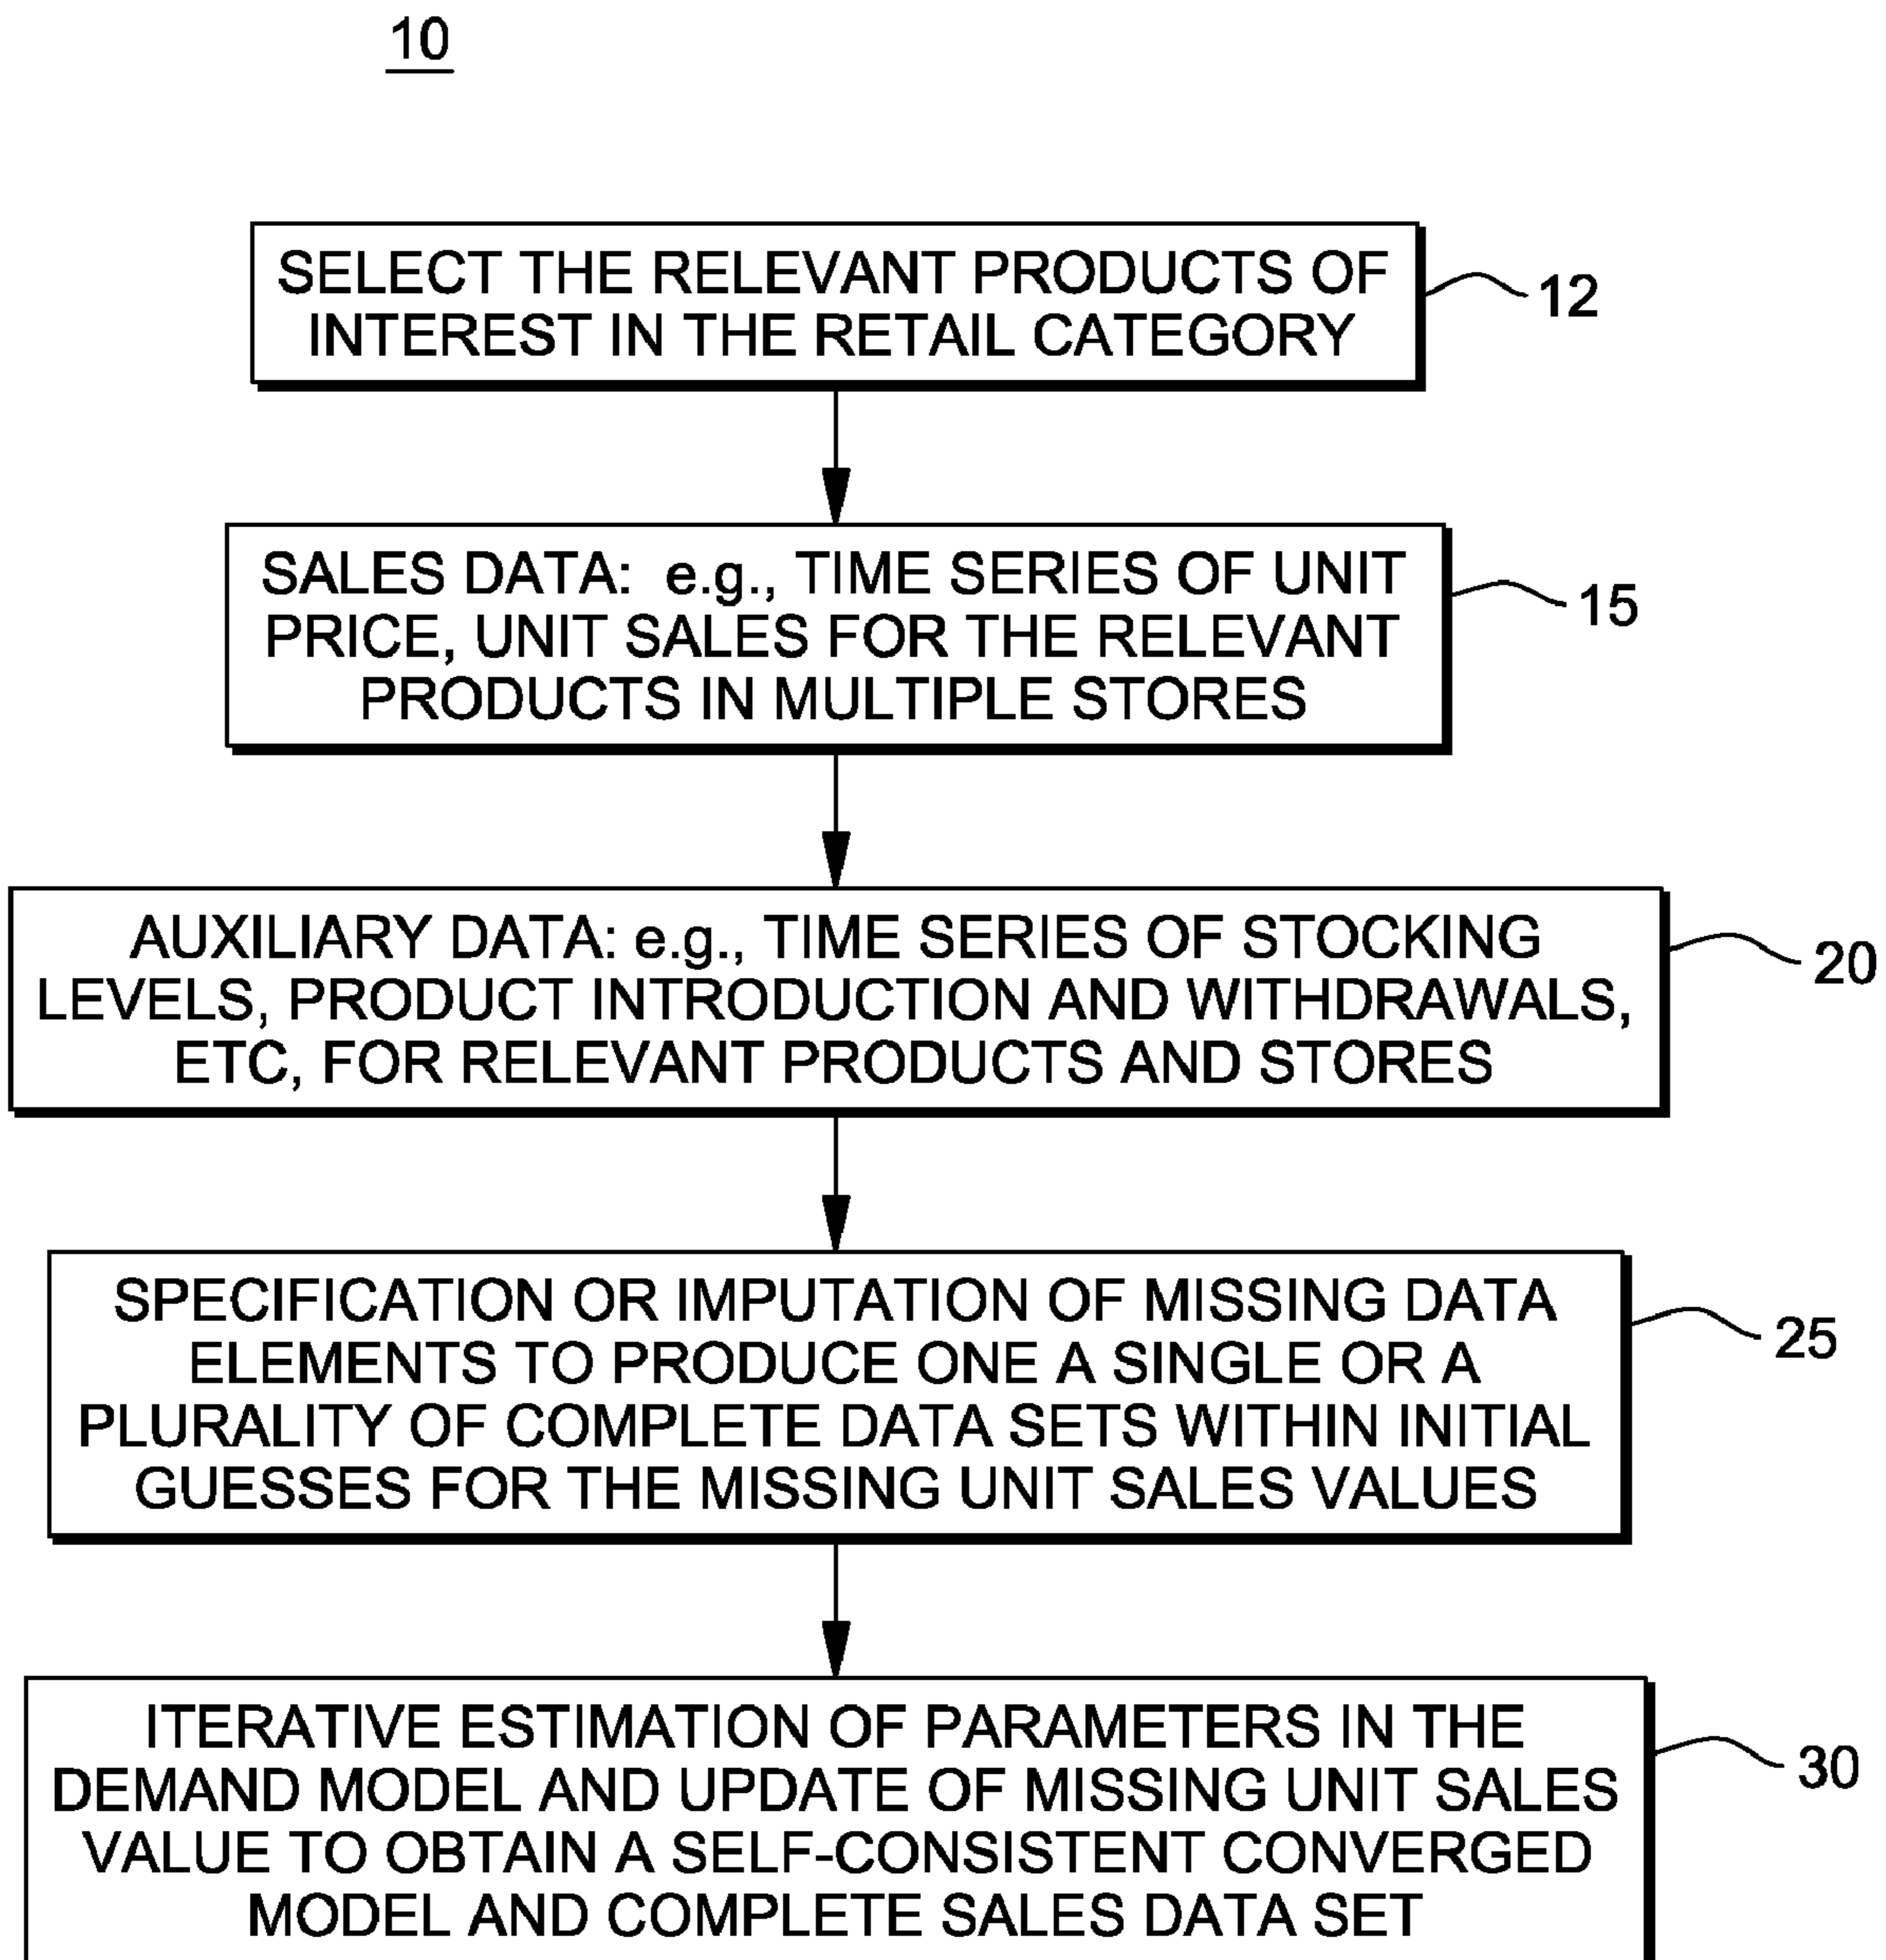 10
SELECT THE RELEVANT PRODUCTS OF
INTEREST IN THE RETAIL CATEGORY
12
SALES DATA: e.g., TIME SERIES OF UNIT
PRICE, UNIT SALES FOR THE RELEVANT
PRODUCTS IN MULTIPLE STORES
15
AUXILIARY DATA: e.g., TIME SERIES OF STOCKING
LEVELS, PRODUCT INTRODUCTION AND WITHDRAWALS,
ETC, FOR RELEVANT PRODUCTS AND STORES
20
SPECIFICATION OR IMPUTATION OF MISSING DATA
ELEMENTS TO PRODUCE ONE A SINGLE OR A
PLURALITY OF COMPLETE DATA SETS WITHIN INITIAL
GUESSES FOR THE MISSING UNIT SALES VALUES
25
ITERATIVE ESTIMATION OF PARAMETERS IN THE
DEMAND MODEL AND UPDATE OF MISSING UNIT SALES
VALUE TO OBTAIN A SELF-CONSISTENT CONVERGED
MODEL AND COMPLETE SALES DATA SET
30